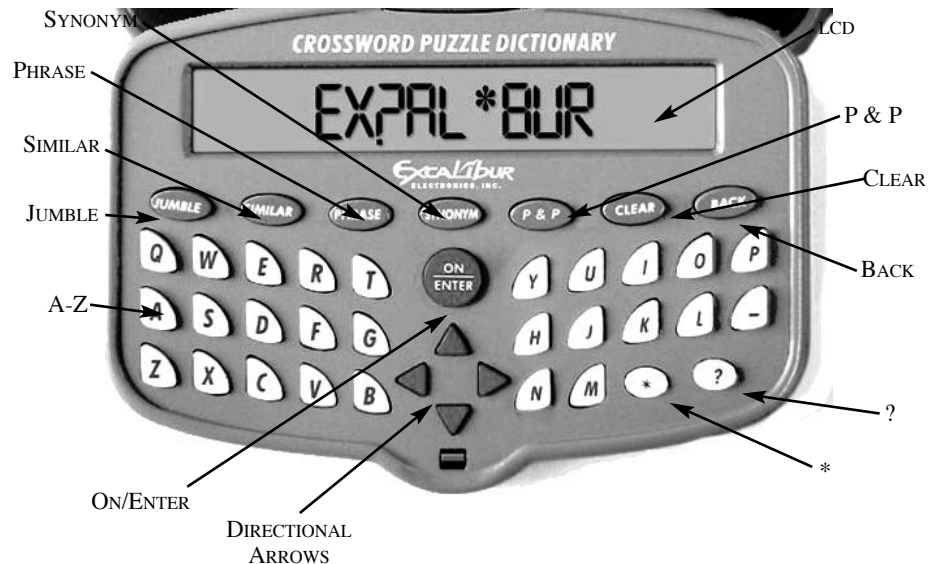 SYNONYM
LCD
CROSSWORD PUZZLE DICTIONARY
PHRASE
EX?AL*BUR
P & P
SIMILAR
EXCALIBUR
ELECTRONICS, INC.
CLEAR
JUMBLE
JUMBLE SIMILAR PHRASE SYNONYM P & P CLEAR BACK
BACK
Q W E R T ON ENTER Y U I O P
A-Z
A S D F G H J K L –
Z X C V B N M * ?
?
*
ON/ENTER
DIRECTIONAL
ARROWS